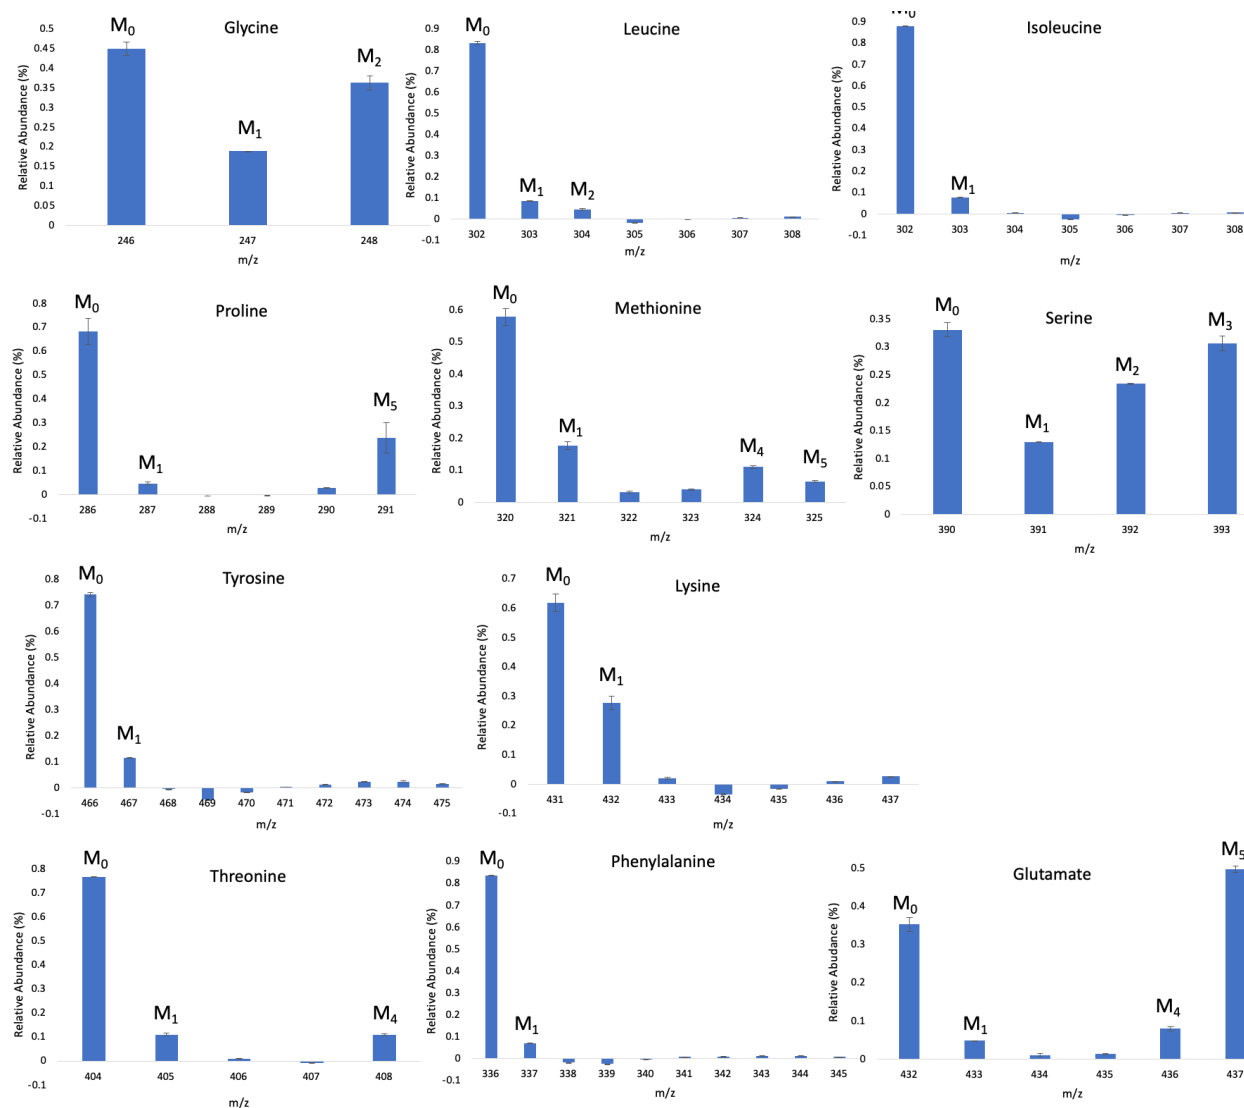 Glycine
M0
M1
M2
Relative Abundance (%)
0.5
0.45
0.4
0.35
0.3
0.25
0.2
0.15
0.1
0.05
0
246 247 248
m/z
Leucine
M0
M1
M2
Relative Abundance (%)
0.9
0.8
0.7
0.6
0.5
0.4
0.3
0.2
0.1
0
-0.1
302 303 304 305 306 307 308
m/z
Isoleucine
M0
M1
Relative Abundance (%)
0.9
0.8
0.7
0.6
0.5
0.4
0.3
0.2
0.1
0
-0.1
302 303 304 305 306 307 308
m/z
Proline
M0
M1
M5
Relative Abundance (%)
0.8
0.7
0.6
0.5
0.4
0.3
0.2
0.1
0
-0.1
286 287 288 289 290 291
m/z
Methionine
M0
M1
M4
M5
Relative Abundance (%)
0.6
0.5
0.4
0.3
0.2
0.1
0
320 321 322 323 324 325
m/z
Serine
M0
M1
M2
M3
Relative Abundance (%)
0.35
0.3
0.25
0.2
0.15
0.1
0.05
0
390 391 392 393
m/z
Tyrosine
M0
M1
Relative Abundance (%)
0.8
0.7
0.6
0.5
0.4
0.3
0.2
0.1
0
-0.1
466 467 468 469 470 471 472 473 474 475
m/z
Lysine
M0
M1
Relative Abundance (%)
0.7
0.6
0.5
0.4
0.3
0.2
0.1
0
-0.1
431 432 433 434 435 436 437
m/z
Threonine
M0
M1
M4
Relative Abundance (%)
0.8
0.7
0.6
0.5
0.4
0.3
0.2
0.1
0
-0.1
404 405 406 407 408
m/z
Phenylalanine
M0
M1
Relative Abundance (%)
0.9
0.8
0.7
0.6
0.5
0.4
0.3
0.2
0.1
0
-0.1
336 337 338 339 340 341 342 343 344 345
m/z
Glutamate
M0
M1
M4
M5
Relative Abudance (%)
0.5
0.4
0.3
0.2
0.1
0
432 433 434 435 436 437
m/z